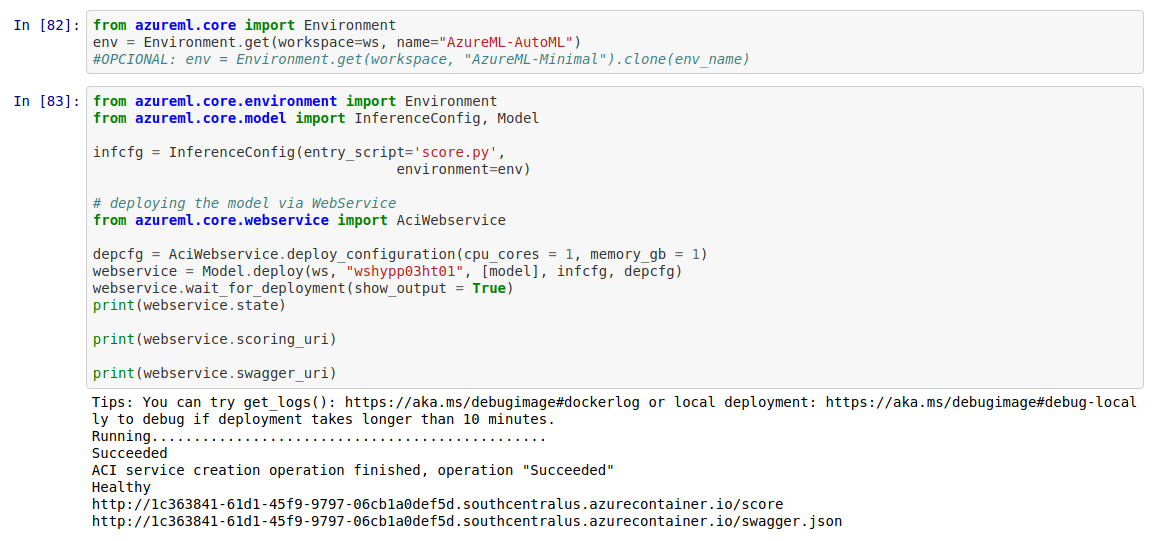 In [82]: from azureml.core import Environment
env = Environment.get(workspace=ws, name="AzureML-AutoML")
#OPCIONAL: env = Environment.get(workspace, "AzureML-Minimal").clone(env_name)
In [83]: from azureml.core.environment import Environment
from azureml.core.model import InferenceConfig, Model
infcfg = InferenceConfig(entry_script='score.py',
environment=env)
# deploying the model via WebService
from azureml.core.webservice import AciWebservice
depcfg = AciWebservice.deploy_configuration(cpu_cores = 1, memory_gb = 1)
webservice = Model.deploy(ws, "wshypp03ht01", [model], infcfg, depcfg)
webservice.wait_for_deployment(show_output = True)
print(webservice.state)
print(webservice.scoring_uri)
print(webservice.swagger_uri)
Tips: You can try get_logs(): https://aka.ms/debugimage#dockerlog or local deployment: https://aka.ms/debugimage#debug-local
ly to debug if deployment takes longer than 10 minutes.
Running...............................................
Succeeded
ACI service creation operation finished, operation "Succeeded"
Healthy
http://1c363841-61d1-45f9-9797-06cb1a0def5d.southcentralus.azurecontainer.io/score
http://1c363841-61d1-45f9-9797-06cb1a0def5d.southcentralus.azurecontainer.io/swagger.json